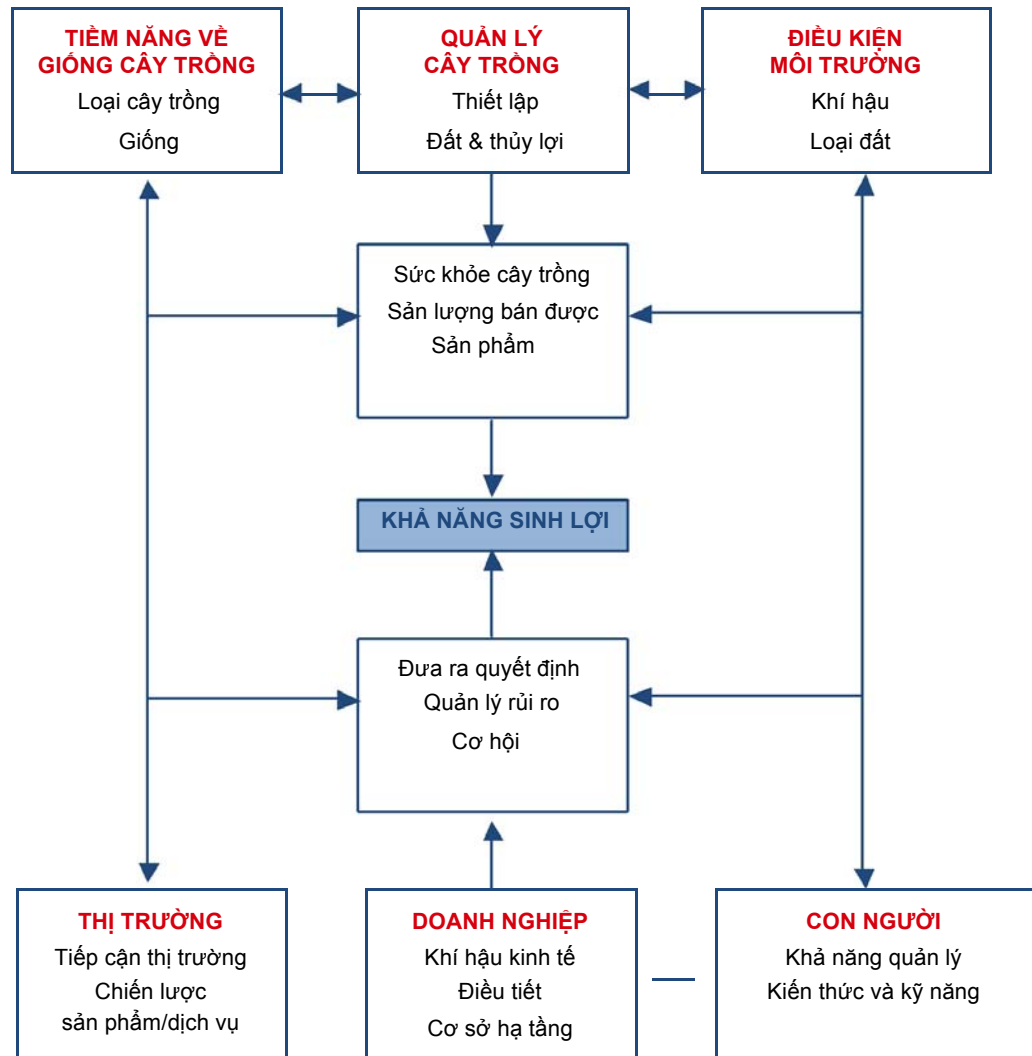 TIỀM NĂNG VỀ
GIỐNG CÂY TRỒNG
Loại cây trồng
Giống
QUẢN LÝ
CÂY TRỒNG
Thiết lập
Đất & thủy lợi
ĐIỀU KIỆN
MÔI TRƯỜNG
Khí hậu
Loại đất
Sức khỏe cây trồng
Sản lượng bán được
Sản phẩm
KHẢ NĂNG SINH LỢI
Đưa ra quyết định
Quản lý rủi ro
Cơ hội
THỊ TRƯỜNG
Tiếp cận thị trường
Chiến lược
sản phẩm/dịch vụ
DOANH NGHIỆP
Khí hậu kinh tế
Điều tiết
Cơ sở hạ tầng
CON NGƯỜI
Khả năng quản lý
Kiến thức và kỹ năng